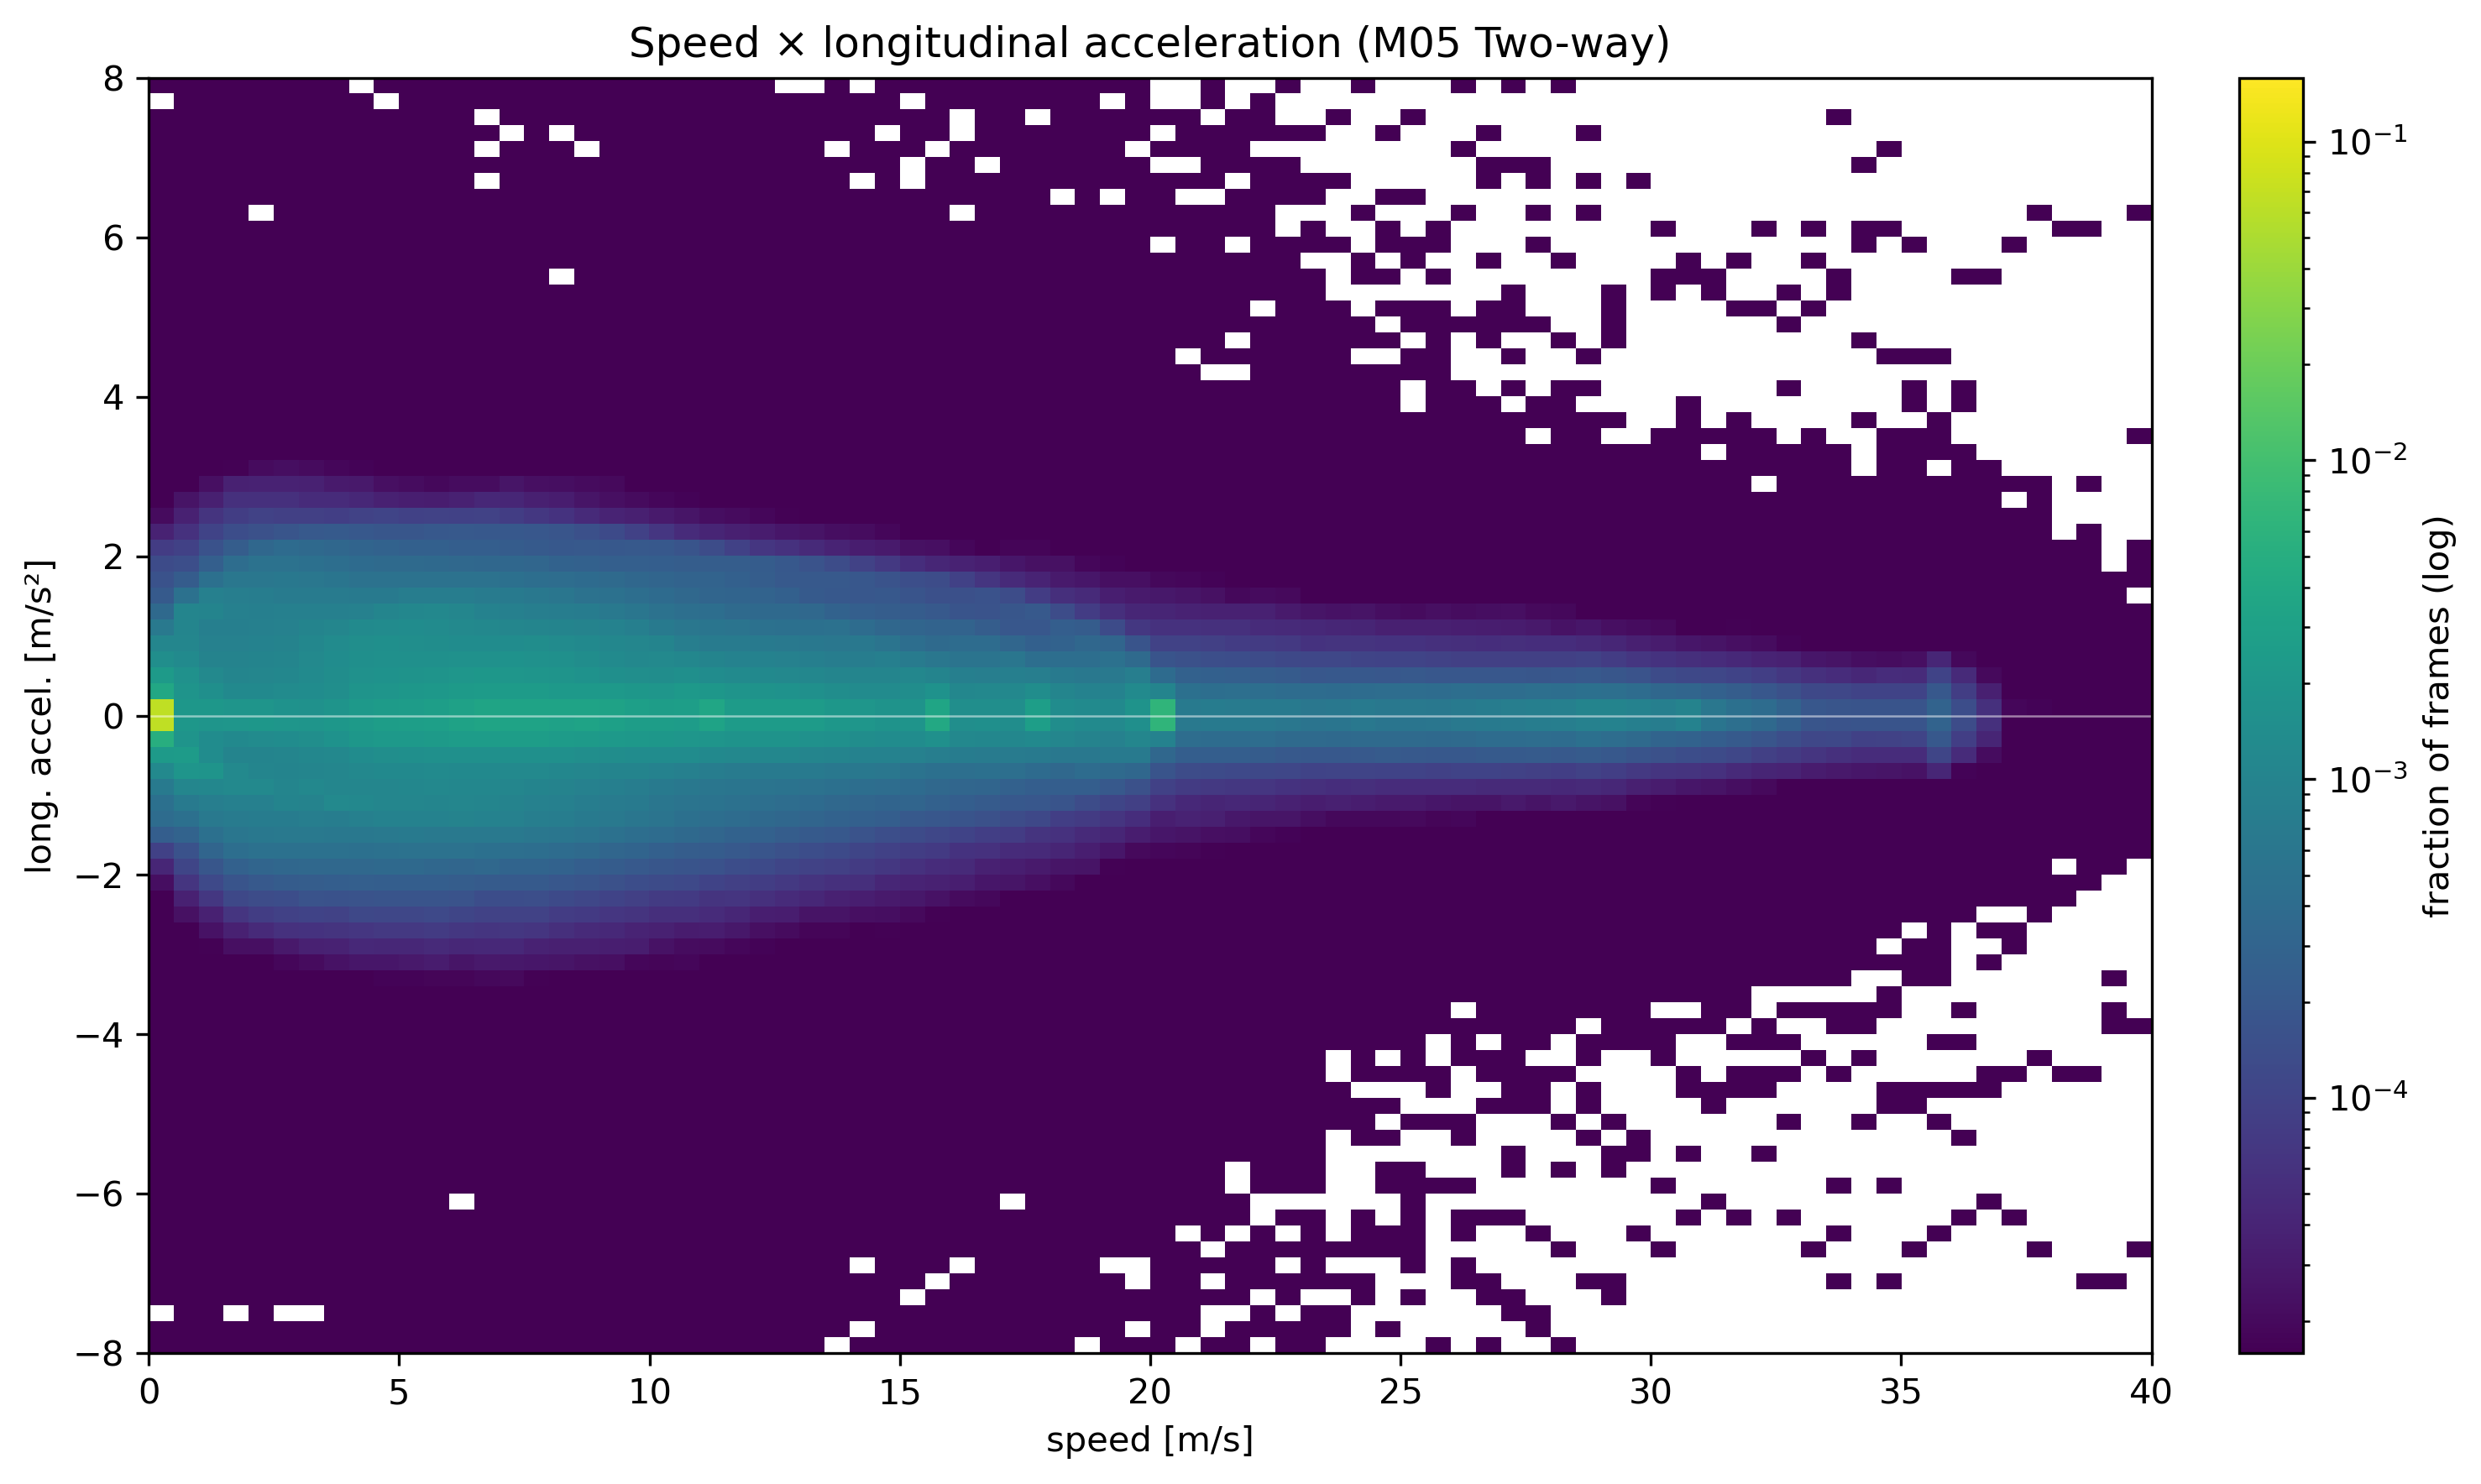 Speed × longitudinal acceleration (M05 Two-way)
long. accel. [m/s²]
8
6
4
2
0
−2
−4
−6
−8
0 5 10 15 20 25 30 35 40
speed [m/s]
10⁻¹
10⁻²
10⁻³
10⁻⁴
fraction of frames (log)